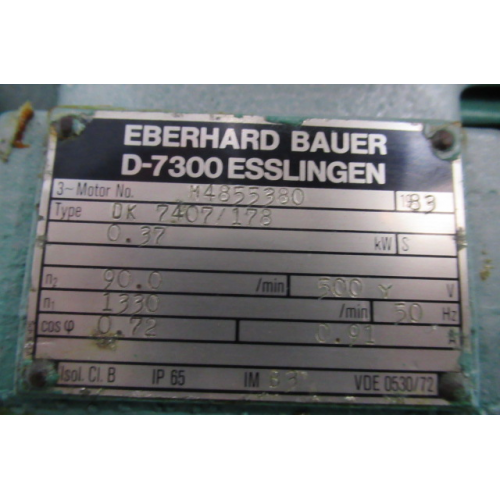 EBERHARD BAUER
D-7300 ESSLINGEN
3~Motor No. M4855380 1983
Type DK 7407/178
0.37 kW S
n₂ 90.0 /min 500 Y V
n₁ 1330 /min 50 Hz
cos φ 0.72 0.91 A
Isol. Cl. B IP 65 IM B3 VDE 0530/72